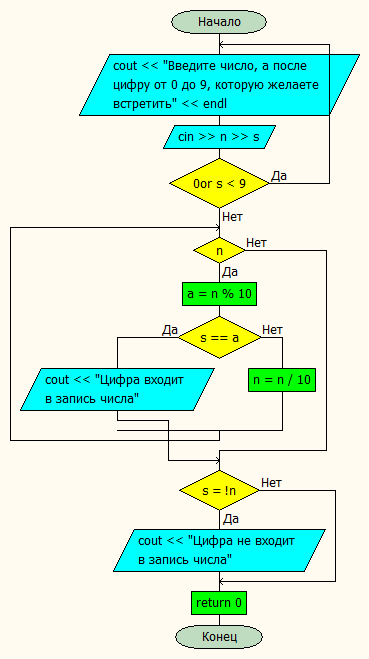 Начало
cout << "Введите число, а после
цифру от 0 до 9, которую желаете
встретить" << endl
cin >> n >> s
0or s < 9
Да
Нет
n
Нет
Да
a = n % 10
Да
s == a
Нет
cout << "Цифра входит
в запись числа"
n = n / 10
s = !n
Нет
Да
cout << "Цифра не входит
в запись числа"
return 0
Конец